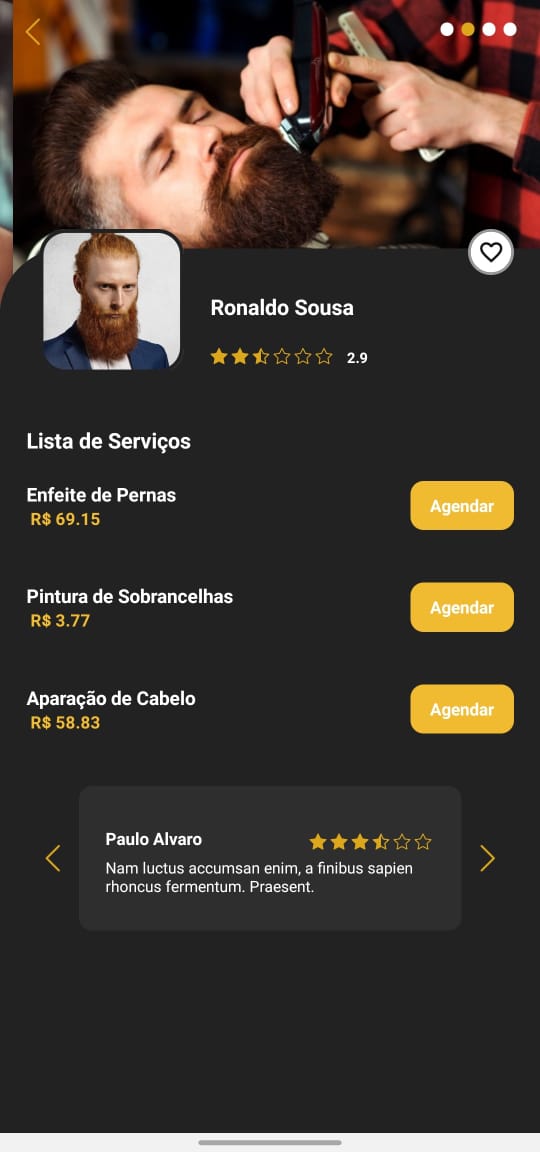 Ronaldo Sousa
2.9
Lista de Serviços
Enfeite de Pernas
R$ 69.15
Agendar
Pintura de Sobrancelhas
R$ 3.77
Agendar
Aparação de Cabelo
R$ 58.83
Agendar
Paulo Alvaro
Nam luctus accumsan enim, a finibus sapien
rhoncus fermentum. Praesent.